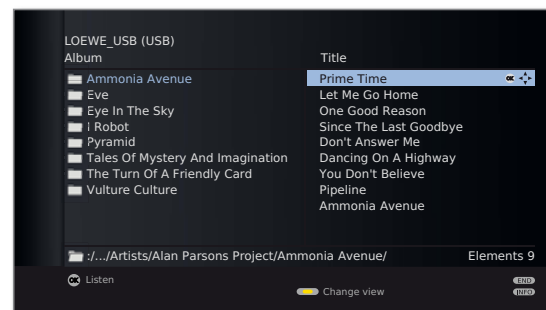 LOEWE_USB (USB)
Album
Title
Ammonia Avenue
Eve
Eye In The Sky
I Robot
Pyramid
Tales Of Mystery And Imagination
The Turn Of A Friendly Card
Vulture Culture
Prime Time OK
Let Me Go Home
One Good Reason
Since The Last Goodbye
Don't Answer Me
Dancing On A Highway
You Don't Believe
Pipeline
Ammonia Avenue
:/.../Artists/Alan Parsons Project/Ammonia Avenue/ Elements 9
OK Listen
END
Change view
INFO